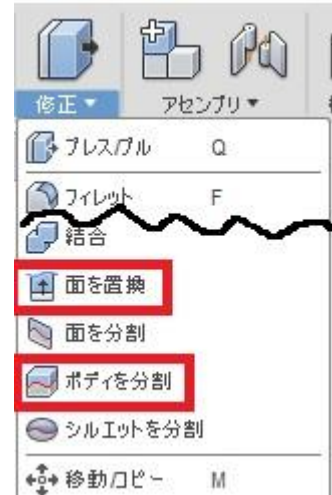 修正▼
アセンブリ▼
プレス/プル Q
フィレット F
結合
面を置換
面を分割
ボディを分割
シルエットを分割
移動/コピー M